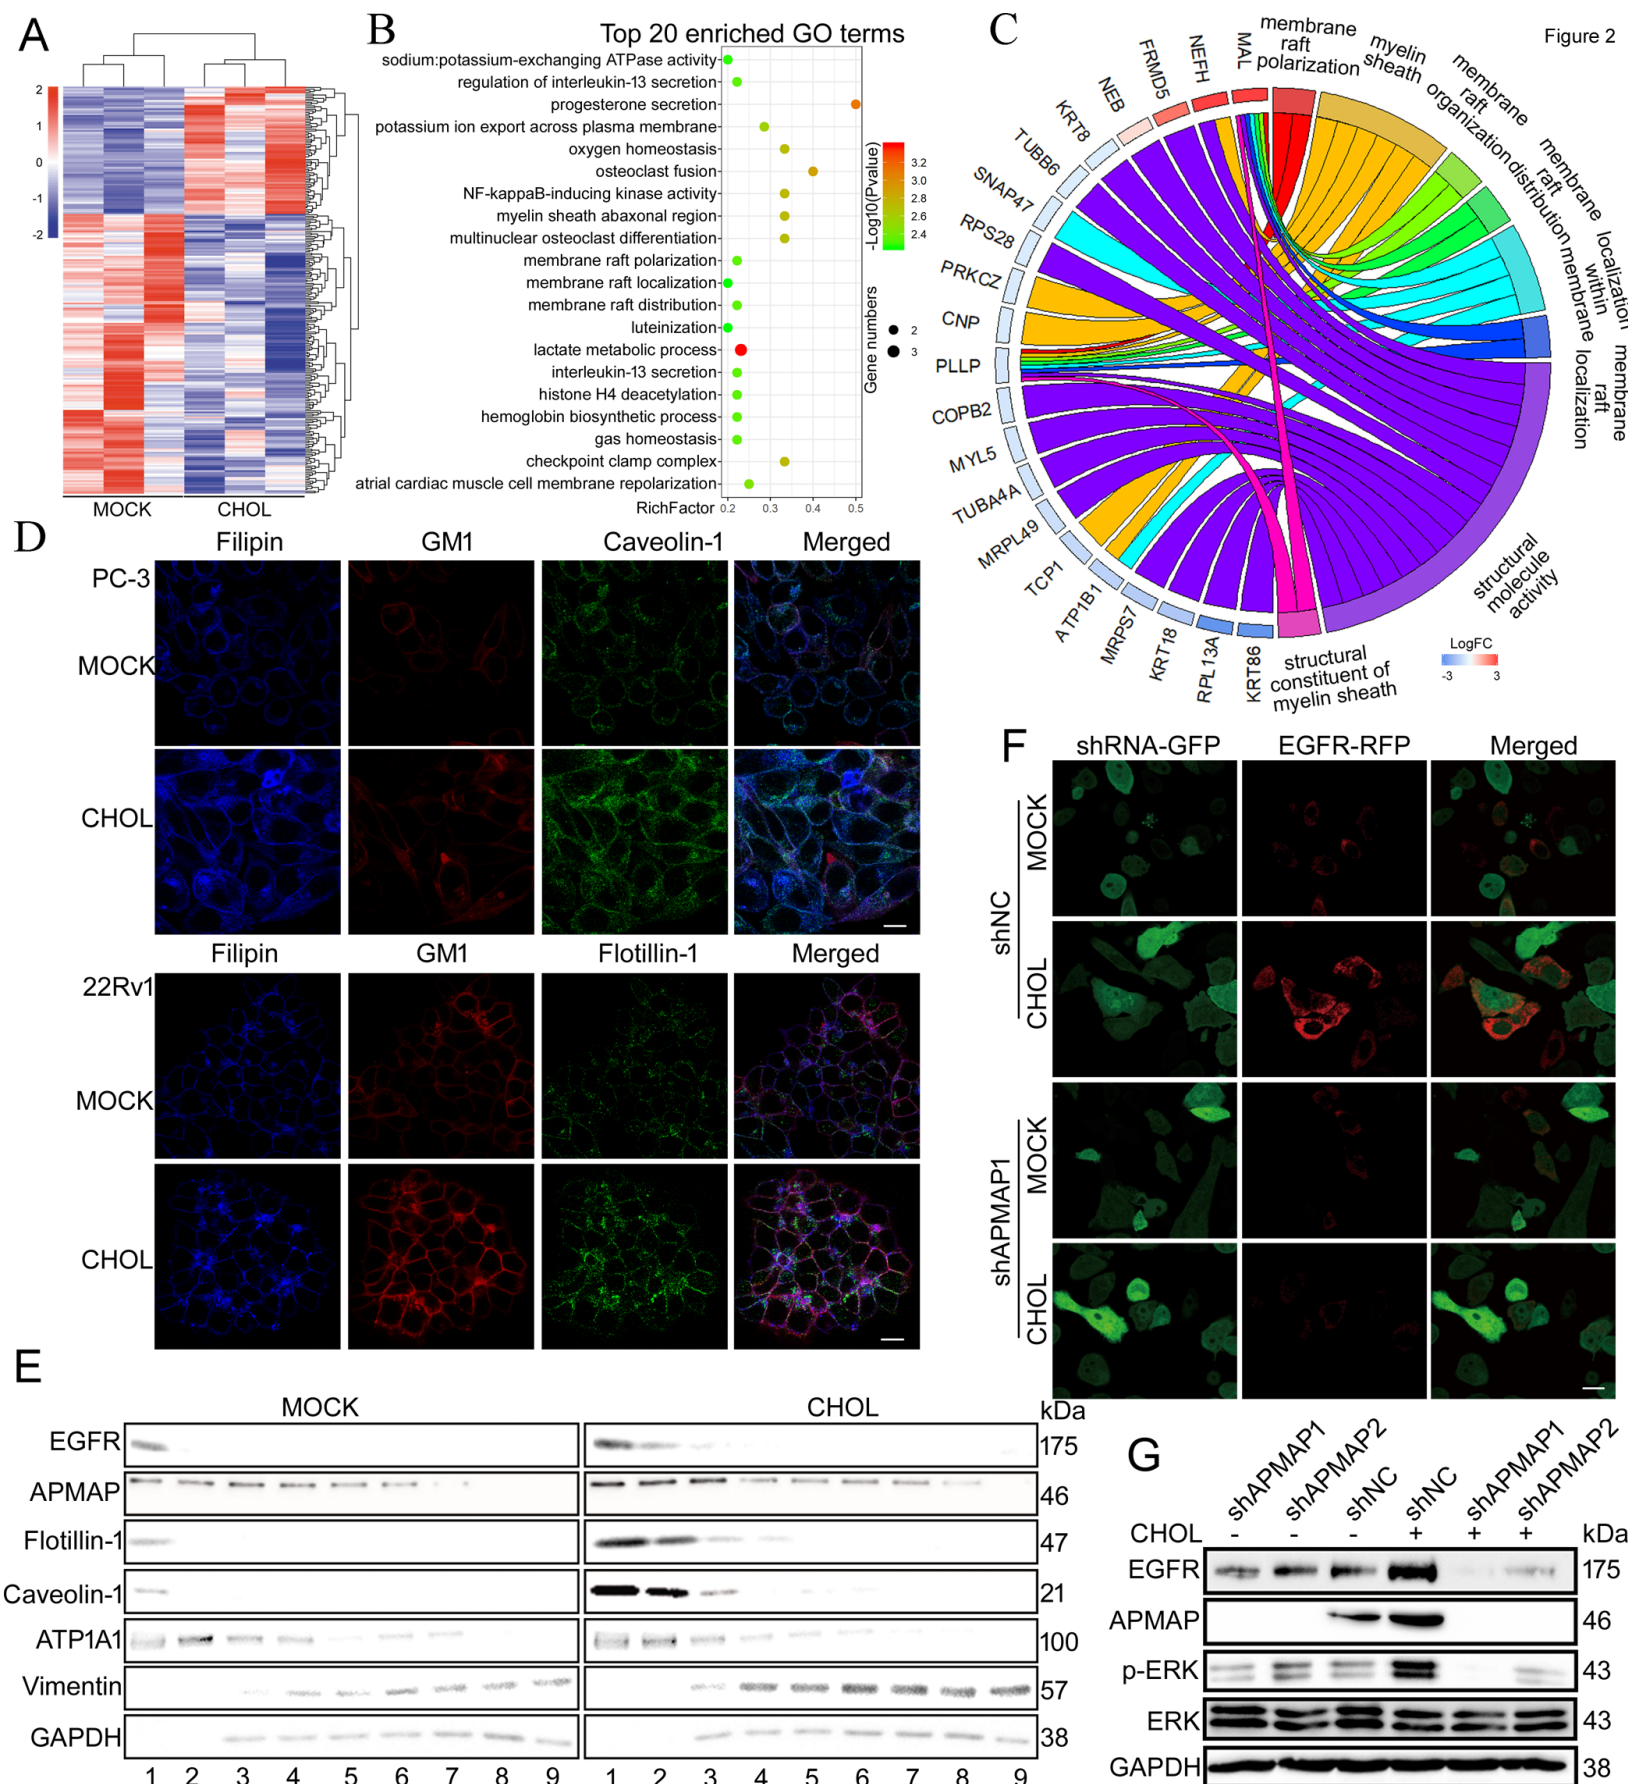 Figure 2
A
2
1
0
-1
-2
MOCK CHOL
B
Top 20 enriched GO terms
sodium:potassium-exchanging ATPase activity
regulation of interleukin-13 secretion
progesterone secretion
potassium ion export across plasma membrane
oxygen homeostasis
osteoclast fusion
NF-kappaB-inducing kinase activity
myelin sheath abaxonal region
multinuclear osteoclast differentiation
membrane raft polarization
membrane raft localization
membrane raft distribution
luteinization
lactate metabolic process
interleukin-13 secretion
histone H4 deacetylation
hemoglobin biosynthetic process
gas homeostasis
checkpoint clamp complex
atrial cardiac muscle cell membrane repolarization
RichFactor 0.2 0.3 0.4 0.5
-Log10(Pvalue)
3.2
3.0
2.8
2.6
2.4
Gene numbers
2
3
C
MAL
NEFH
FRMD5
NEB
KRT8
TUBB6
SNAP47
RPS28
PRKCZ
CNP
PLLP
COPB2
MYL5
TUBA4A
MRPL49
TCP1
ATP1B1
MRPS7
KRT18
RPL13A
KRT86
membrane
raft
polarization
myelin
sheath
membrane
raft
organization
membrane
raft
distribution
localization
within
membrane
membrane
raft
localization
structural
molecule
activity
structural
constituent of
myelin sheath
LogFC
-3 3
D
Filipin GM1 Caveolin-1 Merged
PC-3
MOCK
CHOL
Filipin GM1 Flotillin-1 Merged
22Rv1
MOCK
CHOL
E
MOCK CHOL kDa
EGFR 175
APMAP 46
Flotillin-1 47
Caveolin-1 21
ATP1A1 100
Vimentin 57
GAPDH 38
1 2 3 4 5 6 7 8 9 1 2 3 4 5 6 7 8 9
F
shRNA-GFP EGFR-RFP Merged
shNC
MOCK
CHOL
shAPMAP1
MOCK
CHOL
G
shAPMAP1 shAPMAP2 shNC shNC shAPMAP1 shAPMAP2
CHOL - - - + + + kDa
EGFR 175
APMAP 46
p-ERK 43
ERK 43
GAPDH 38